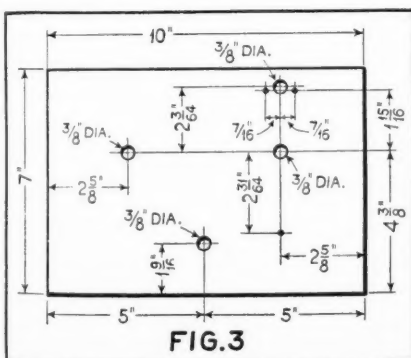 10"
3/8" DIA.
7"
2 3/64"
7/16" 7/16"
1 15/16"
3/8" DIA.
3/8" DIA.
2 5/8"
2 31/64"
4 3/8"
3/8" DIA.
2 5/8"
1 9/16"
5" 5"
FIG.3